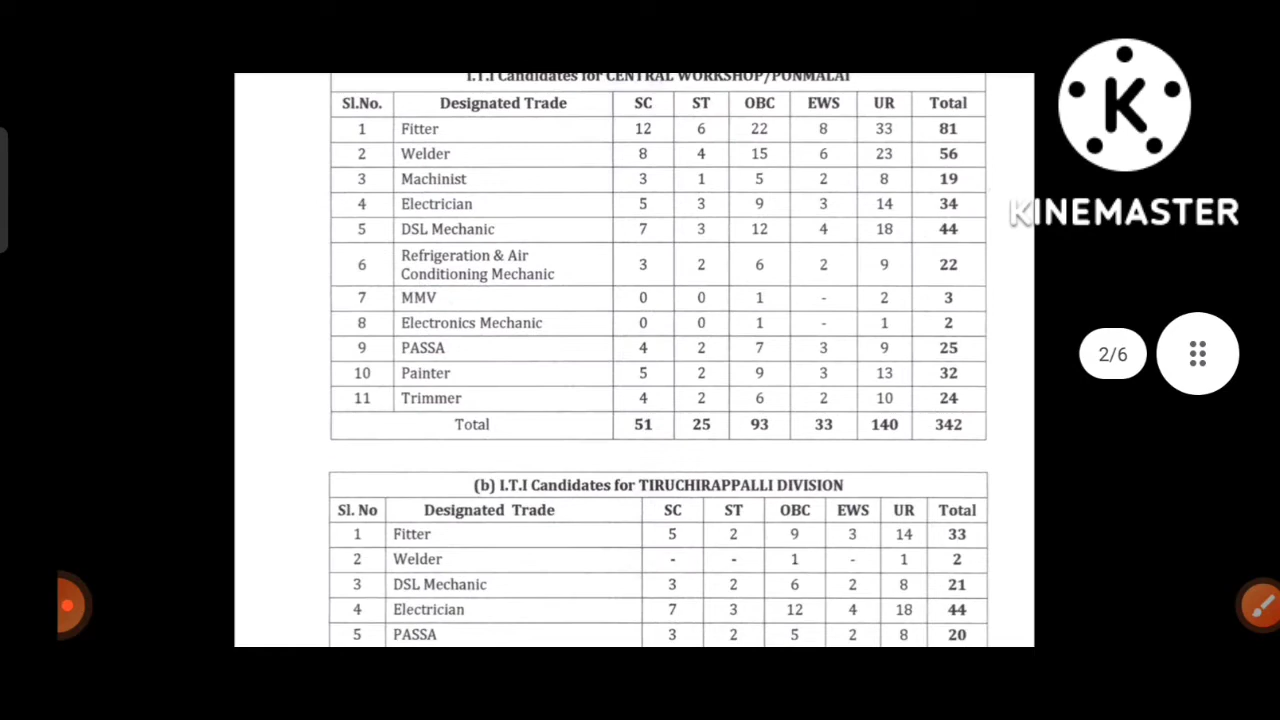 I.T.I Candidates for CENTRAL WORKSHOP/PONMALAI
Sl.No. Designated Trade SC ST OBC EWS UR Total
1 Fitter 12 6 22 8 33 81
2 Welder 8 4 15 6 23 56
3 Machinist 3 1 5 2 8 19
4 Electrician 5 3 9 3 14 34
5 DSL Mechanic 7 3 12 4 18 44
6 Refrigeration & Air Conditioning Mechanic 3 2 6 2 9 22
7 MMV 0 0 1 - 2 3
8 Electronics Mechanic 0 0 1 - 1 2
9 PASSA 4 2 7 3 9 25
10 Painter 5 2 9 3 13 32
11 Trimmer 4 2 6 2 10 24
Total 51 25 93 33 140 342
(b) I.T.I Candidates for TIRUCHIRAPPALLI DIVISION
Sl. No Designated Trade SC ST OBC EWS UR Total
1 Fitter 5 2 9 3 14 33
2 Welder - - 1 - 1 2
3 DSL Mechanic 3 2 6 2 8 21
4 Electrician 7 3 12 4 18 44
5 PASSA 3 2 5 2 8 20
K
KINEMASTER
2/6